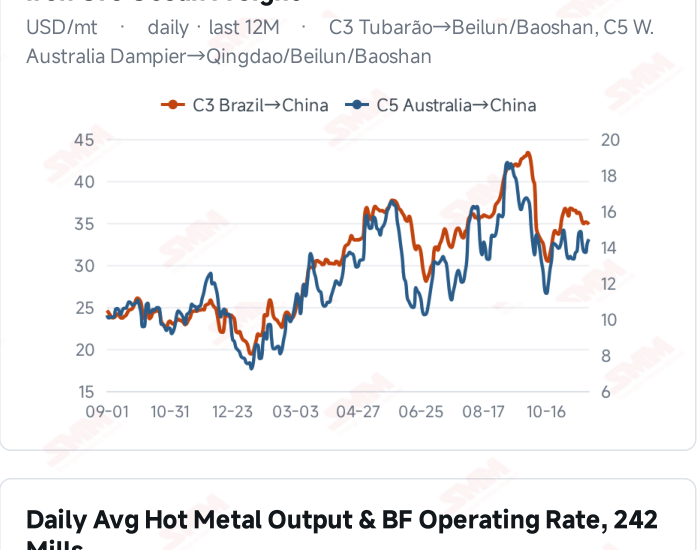 USD/mt · daily · last 12M · C3 Tubarão→Beilun/Baoshan, C5 W.
Australia Dampier→Qingdao/Beilun/Baoshan
C3 Brazil→China C5 Australia→China
45 20
40 18
35 16
30 14
25 12
20 10
15 8
6
09-01 10-31 12-23 03-03 04-27 06-25 08-17 10-16
Daily Avg Hot Metal Output & BF Operating Rate, 242
Mills
SMM